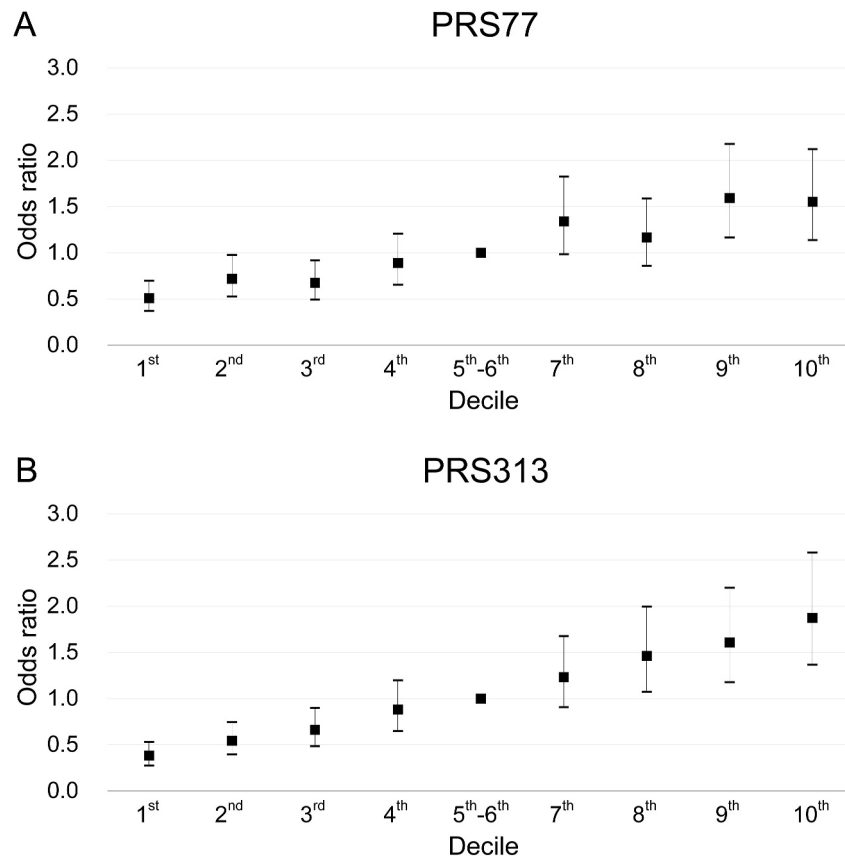 A
PRS77
3.0
2.5
2.0
1.5
1.0
0.5
0.0
Odds ratio
1st 2nd 3rd 4th 5th-6th 7th 8th 9th 10th
Decile
B
PRS313
3.0
2.5
2.0
1.5
1.0
0.5
0.0
Odds ratio
1st 2nd 3rd 4th 5th-6th 7th 8th 9th 10th
Decile